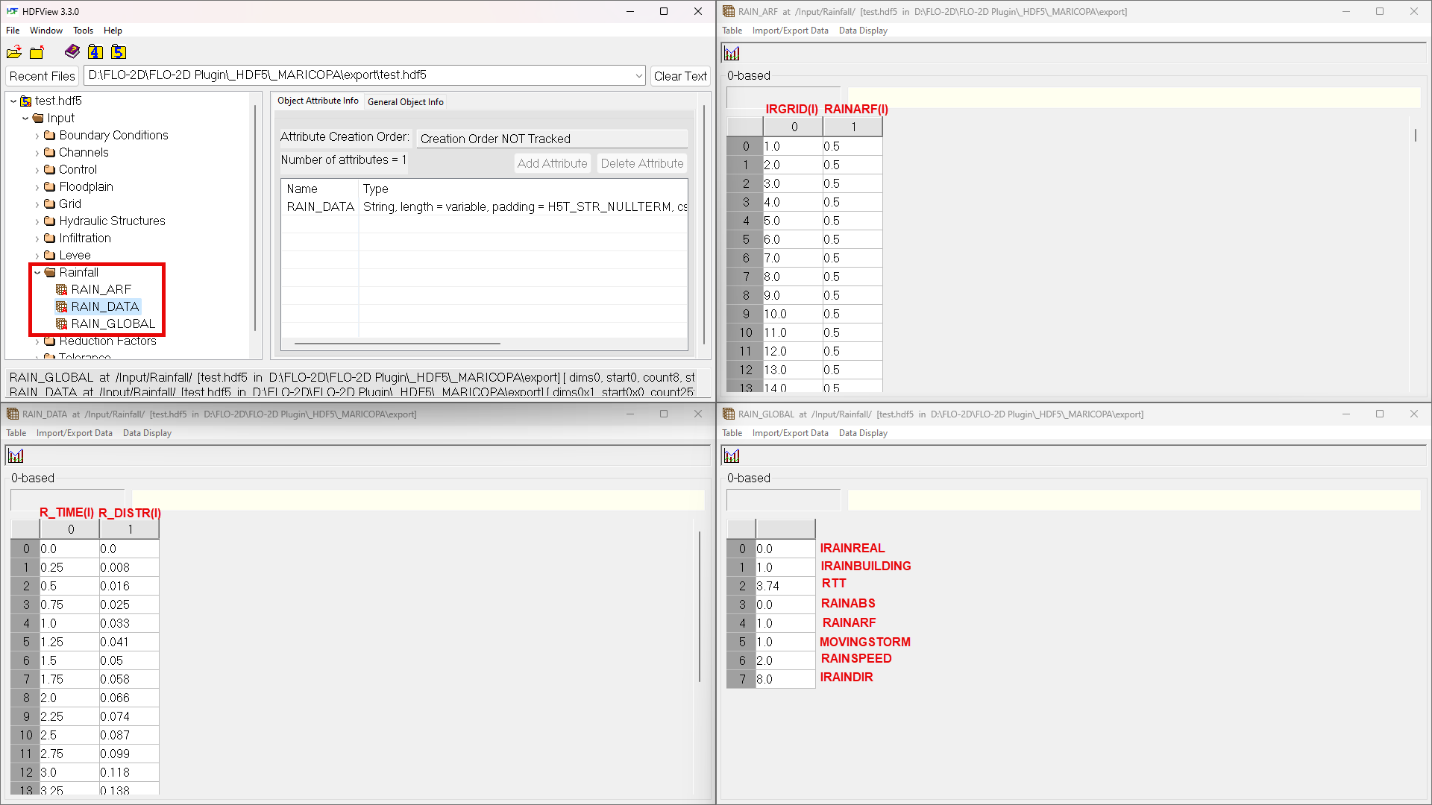 HDFView 3.3.0
File Window Tools Help
Recent Files D:\FLO-2D\FLO-2D Plugin\_HDF5\_MARICOPA\export\test.hdf5 Clear Text
test.hdf5
Input
Boundary Conditions
Channels
Control
Floodplain
Grid
Hydraulic Structures
Infiltration
Levee
Rainfall
RAIN_ARF
RAIN_DATA
RAIN_GLOBAL
Reduction Factors
Tolerance
Object Attribute Info General Object Info
Attribute Creation Order: Creation Order NOT Tracked
Number of attributes = 1 Add Attribute Delete Attribute
Name Type
RAIN_DATA String, length = variable, padding = H5T_STR_NULLTERM, cs
RAIN_GLOBAL at /Input/Rainfall/ [test.hdf5 in D:\FLO-2D\FLO-2D Plugin\_HDF5\_MARICOPA\export] [ dims0, start0, count8, st
RAIN_DATA at /Input/Rainfall/ [test.hdf5 in D:\FLO-2D\FLO-2D Plugin\_HDF5\_MARICOPA\export] [ dims0x1, start0x0, count25
RAIN_ARF at /Input/Rainfall/ [test.hdf5 in D:\FLO-2D\FLO-2D Plugin\_HDF5\_MARICOPA\export]
Table Import/Export Data Data Display
0-based
IRGRID(I) RAINARF(I)
0 1
0 1.0 0.5
1 2.0 0.5
2 3.0 0.5
3 4.0 0.5
4 5.0 0.5
5 6.0 0.5
6 7.0 0.5
7 8.0 0.5
8 9.0 0.5
9 10.0 0.5
10 11.0 0.5
11 12.0 0.5
12 13.0 0.5
13 14.0 0.5
RAIN_DATA at /Input/Rainfall/ [test.hdf5 in D:\FLO-2D\FLO-2D Plugin\_HDF5\_MARICOPA\export]
Table Import/Export Data Data Display
0-based
R_TIME(I) R_DISTR(I)
0 1
0 0.0 0.0
1 0.25 0.008
2 0.5 0.016
3 0.75 0.025
4 1.0 0.033
5 1.25 0.041
6 1.5 0.05
7 1.75 0.058
8 2.0 0.066
9 2.25 0.074
10 2.5 0.087
11 2.75 0.099
12 3.0 0.118
13 3.25 0.138
RAIN_GLOBAL at /Input/Rainfall/ [test.hdf5 in D:\FLO-2D\FLO-2D Plugin\_HDF5\_MARICOPA\export]
Table Import/Export Data Data Display
0-based
0 0.0 IRAINREAL
1 1.0 IRAINBUILDING
2 3.74 RTT
3 0.0 RAINABS
4 1.0 RAINARF
5 1.0 MOVINGSTORM
6 2.0 RAINSPEED
7 8.0 IRAINDIR